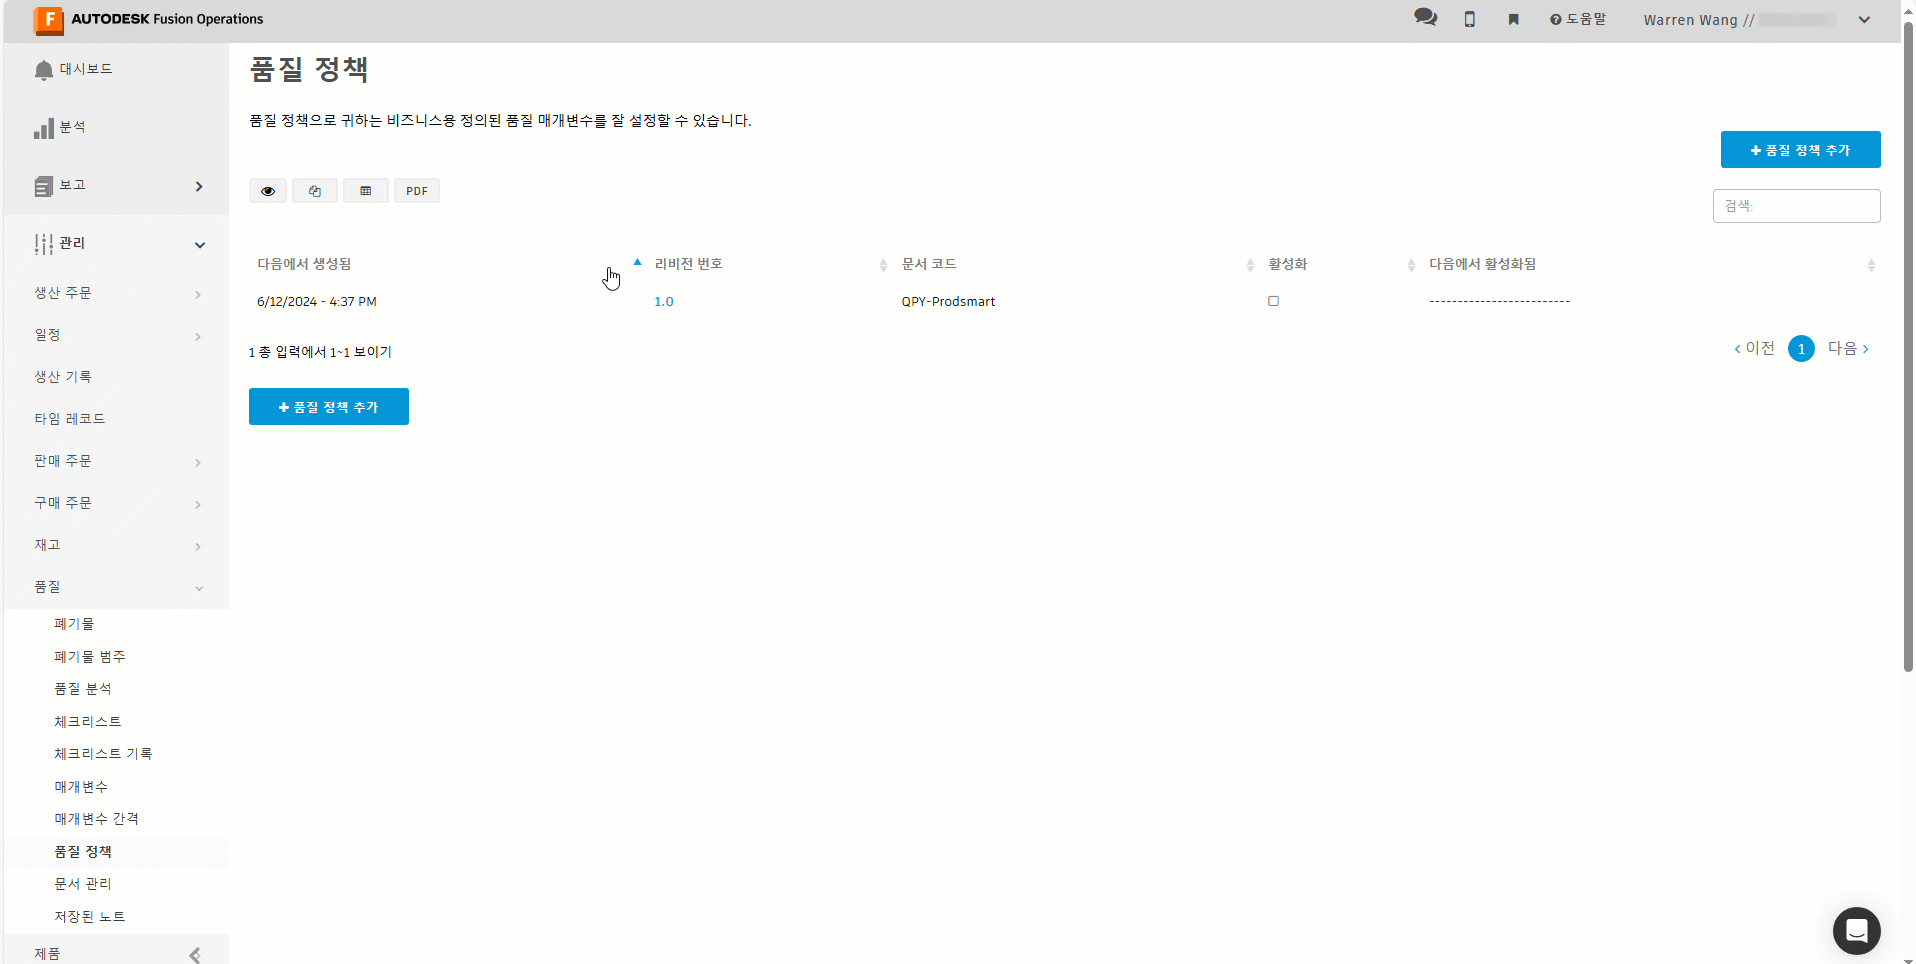 F AUTODESK Fusion Operations
도움말
Warren Wang //
대시보드
분석
보고
관리
생산 주문
일정
생산 기록
타임 레코드
판매 주문
구매 주문
재고
품질
폐기물
폐기물 범주
품질 분석
체크리스트
체크리스트 기록
매개변수
매개변수 간격
품질 정책
문서 관리
저장된 노트
제품
품질 정책
품질 정책으로 귀하는 비즈니스용 정의된 품질 매개변수를 잘 설정할 수 있습니다.
+ 품질 정책 추가
PDF
검색:
다음에서 생성됨 리비전 번호 문서 코드 활성화 다음에서 활성화됨
6/12/2024 - 4:37 PM 1.0 QPY-Prodsmart -------------------------
1 총 입력에서 1~1 보이기
‹ 이전 1 다음 ›
+ 품질 정책 추가